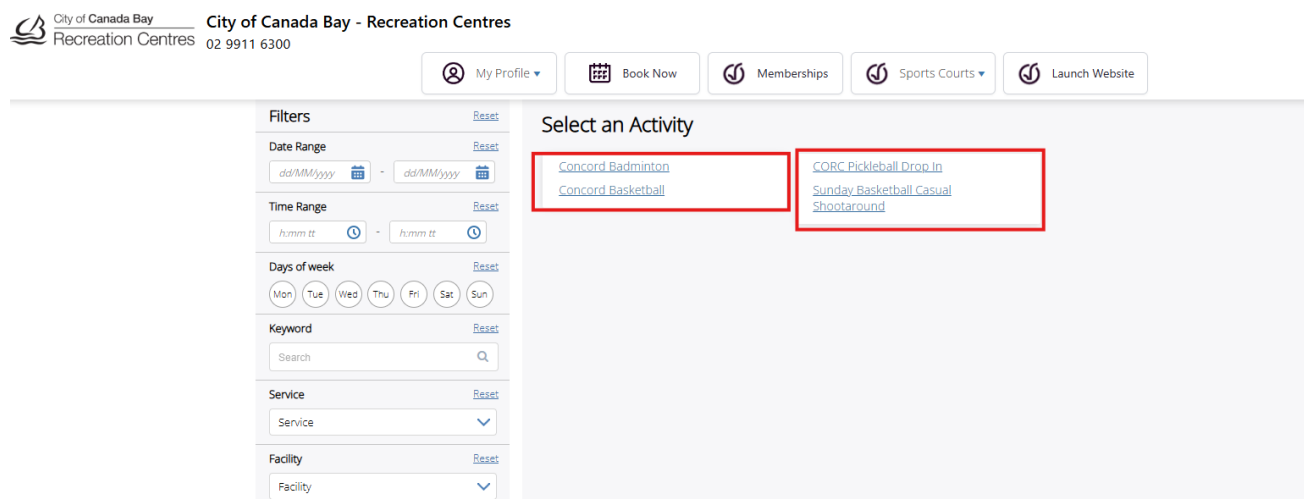 City of Canada Bay
Recreation Centres
City of Canada Bay - Recreation Centres
02 9911 6300
My Profile
Book Now
Memberships
Sports Courts
Launch Website
Filters Reset
Date Range Reset
dd/MM/yyyy - dd/MM/yyyy
Time Range Reset
h:mm tt - h:mm tt
Days of week Reset
Mon Tue Wed Thu Fri Sat Sun
Keyword Reset
Search
Service Reset
Service
Facility Reset
Facility
Select an Activity
Concord Badminton
Concord Basketball
CORC Pickleball Drop In
Sunday Basketball Casual
Shootaround